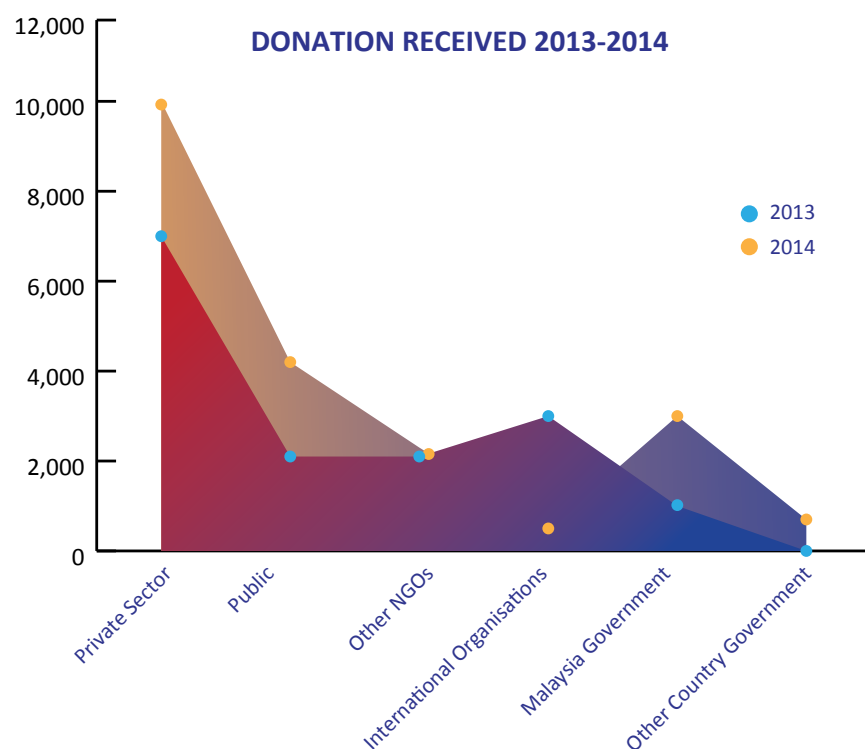 DONATION RECEIVED 2013-2014
12,000
10,000
8,000
6,000
4,000
2,000
0
2013
2014
Private Sector
Public
Other NGOs
International Organisations
Malaysia Government
Other Country Government